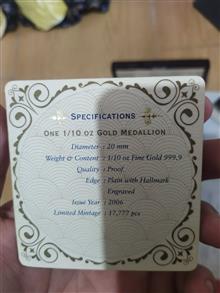 SPECIFICATIONS
ONE 1/10 OZ GOLD MEDALLION
Diameter : 20 mm
Weight & Content : 1/10 oz Fine Gold 999.9
Quality : Proof
Edge : Plain with Hallmark
Engraved
Issue Year : 2006
Limited Mintage : 17,777 pcs